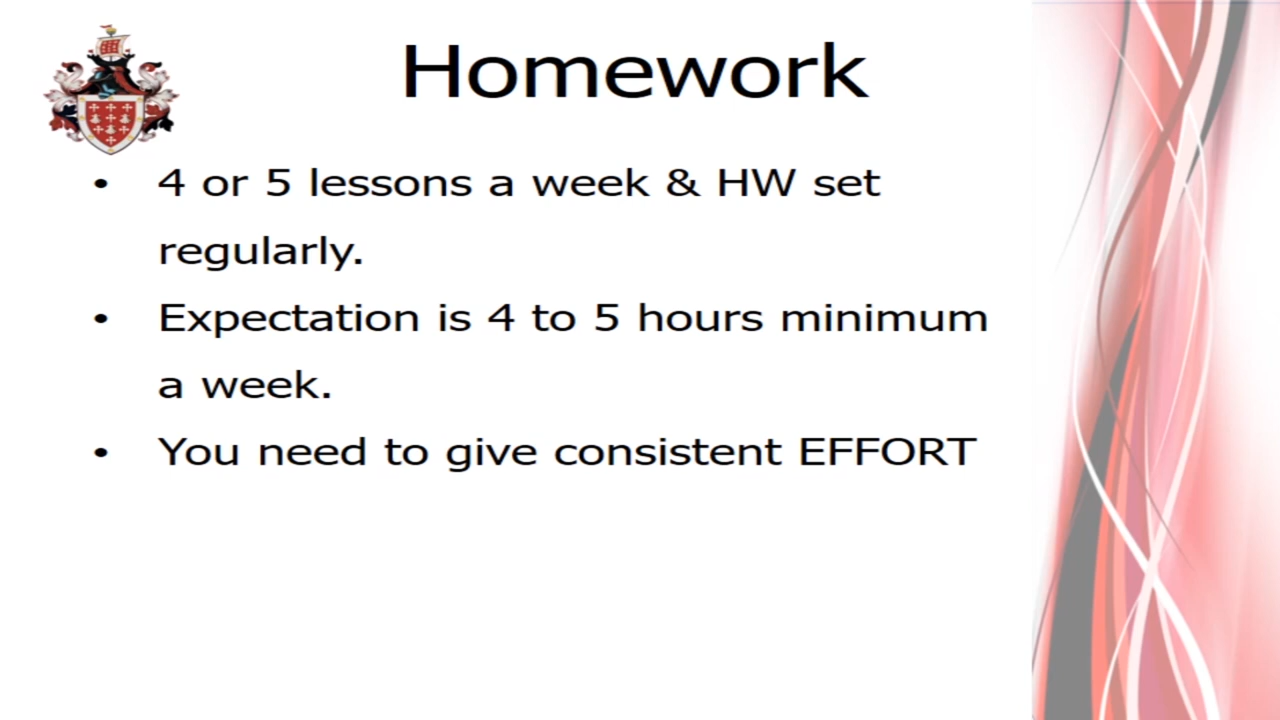 Homework
• 4 or 5 lessons a week & HW set
regularly.
• Expectation is 4 to 5 hours minimum
a week.
• You need to give consistent EFFORT